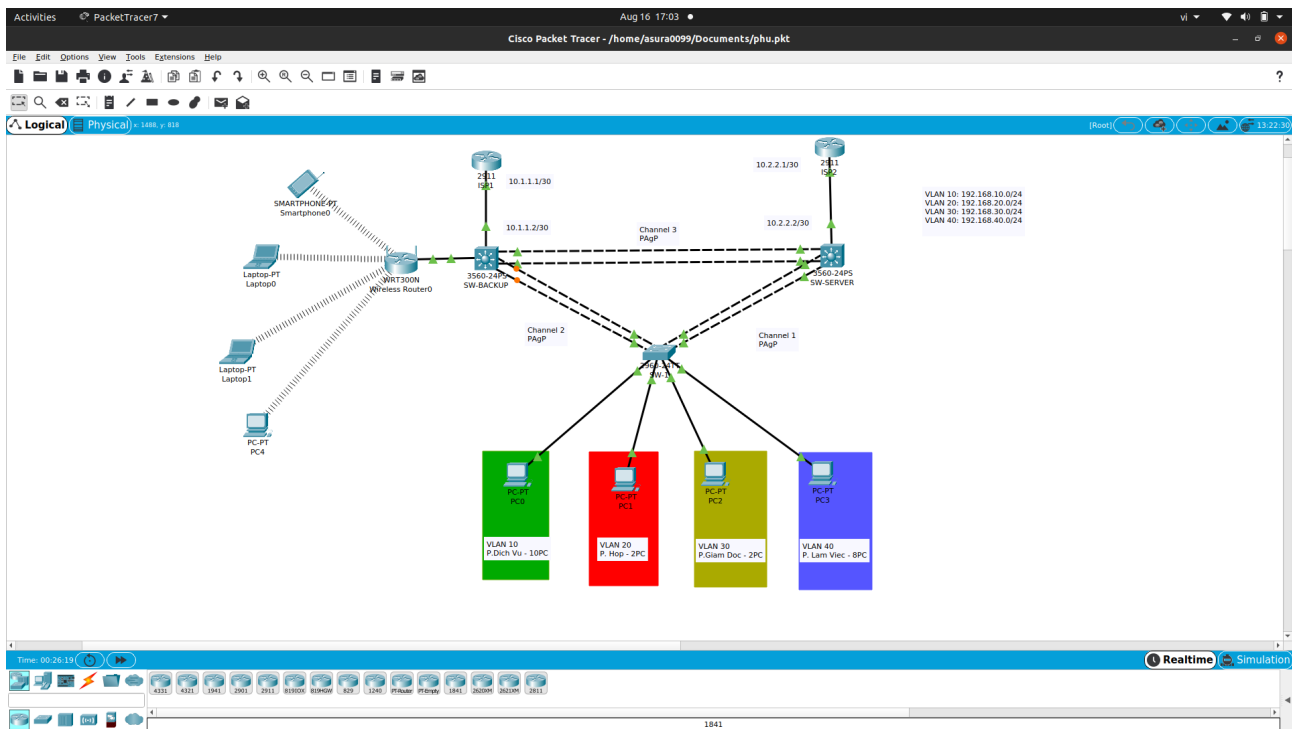 Activities PacketTracer7 Aug 16 17:03 vi
Cisco Packet Tracer - /home/asura0099/Documents/phu.pkt
File Edit Options View Tools Extensions Help
?
Logical Physical x: 1488, y: 818 [Root] 13:22:30
2911
ISP1
10.1.1.1/30
10.2.2.1/30
2911
ISP2
VLAN 10: 192.168.10.0/24
VLAN 20: 192.168.20.0/24
VLAN 30: 192.168.30.0/24
VLAN 40: 192.168.40.0/24
SMARTPHONE-PT
Smartphone0
10.1.1.2/30
Channel 3
PAgP
10.2.2.2/30
Laptop-PT
Laptop0
WRT300N
Wireless Router0
3560-24PS
SW-BACKUP
3560-24PS
SW-SERVER
Channel 2
PAgP
Channel 1
PAgP
2960-24TT
SW-1
Laptop-PT
Laptop1
PC-PT
PC4
PC-PT
PC0
PC-PT
PC1
PC-PT
PC2
PC-PT
PC3
VLAN 10
P.Dich Vu - 10PC
VLAN 20
P. Hop - 2PC
VLAN 30
P.Giam Doc - 2PC
VLAN 40
P. Lam Viec - 8PC
Time: 00:26:19 Realtime Simulation
4331 4321 1941 2901 2911 819IOX 819HGW 829 1240 PT-Router PT-Empty 1841 2620XM 2621XM 2811
1841